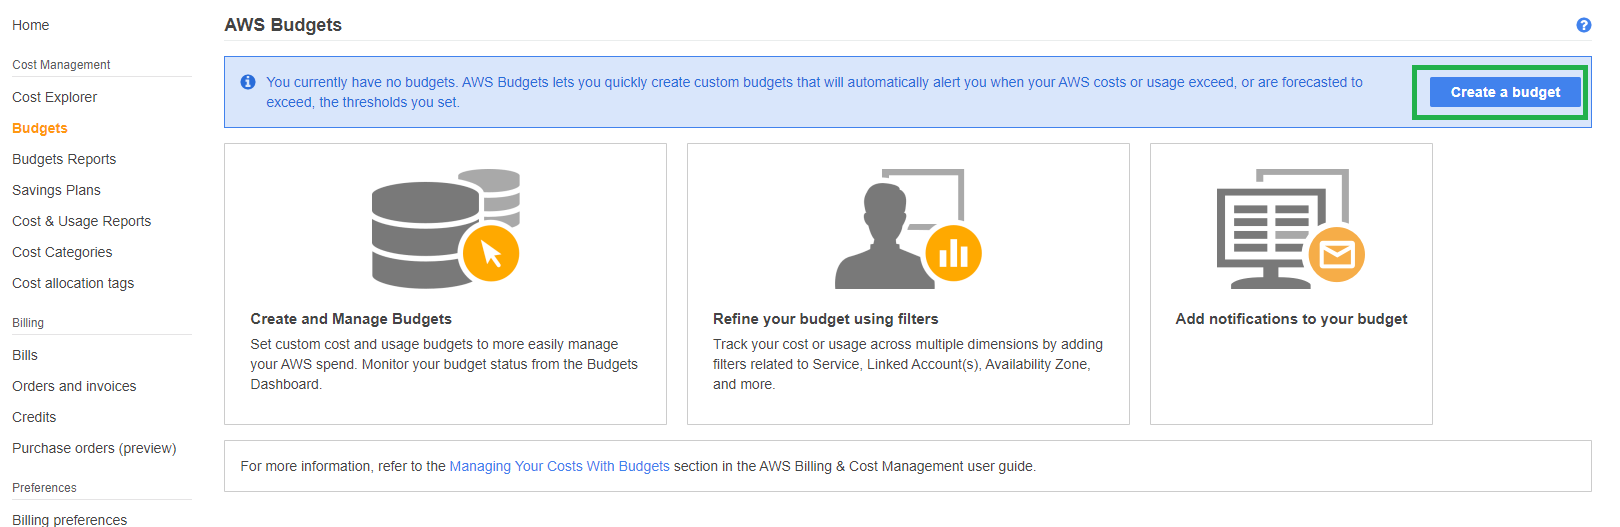 Home
Cost Management
Cost Explorer
Budgets
Budgets Reports
Savings Plans
Cost & Usage Reports
Cost Categories
Cost allocation tags
Billing
Bills
Orders and invoices
Credits
Purchase orders (preview)
Preferences
Billing preferences
AWS Budgets
?
You currently have no budgets. AWS Budgets lets you quickly create custom budgets that will automatically alert you when your AWS costs or usage exceed, or are forecasted to
exceed, the thresholds you set.
Create a budget
Create and Manage Budgets
Set custom cost and usage budgets to more easily manage
your AWS spend. Monitor your budget status from the Budgets
Dashboard.
Refine your budget using filters
Track your cost or usage across multiple dimensions by adding
filters related to Service, Linked Account(s), Availability Zone,
and more.
Add notifications to your budget
For more information, refer to the Managing Your Costs With Budgets section in the AWS Billing & Cost Management user guide.